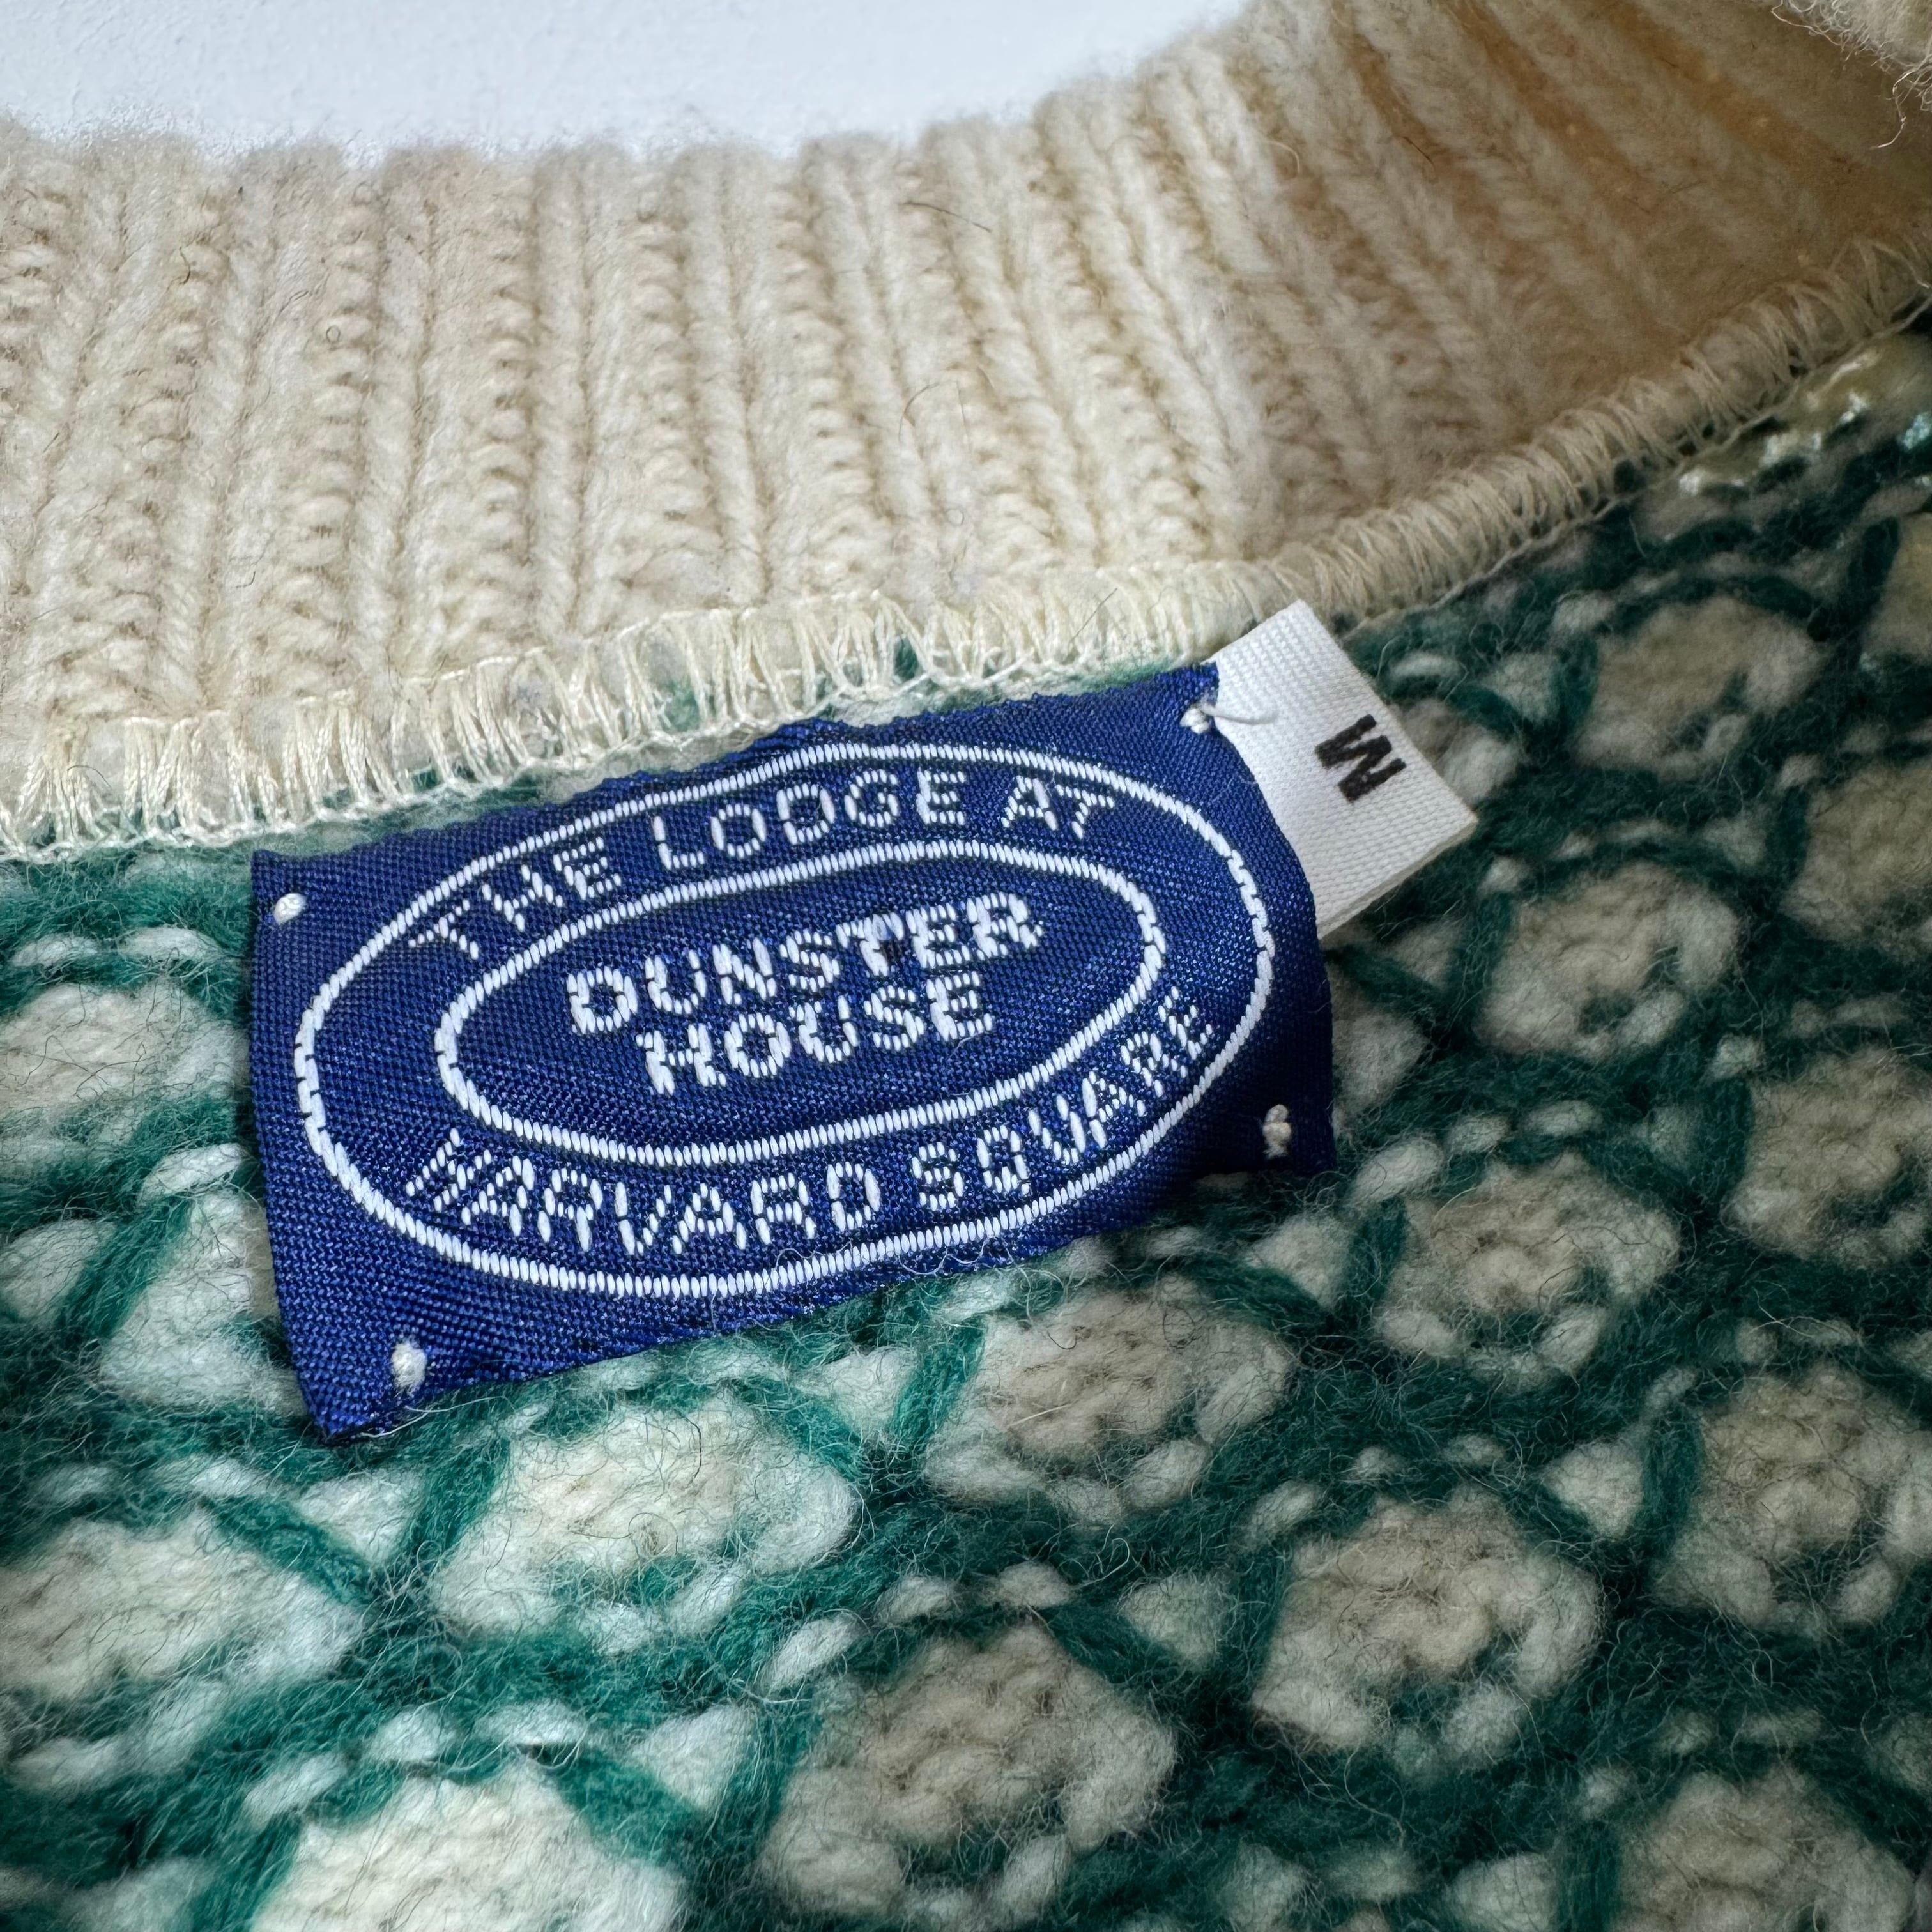 THE LODGE AT
DUNSTER
HOUSE
HARVARD SQUARE
M